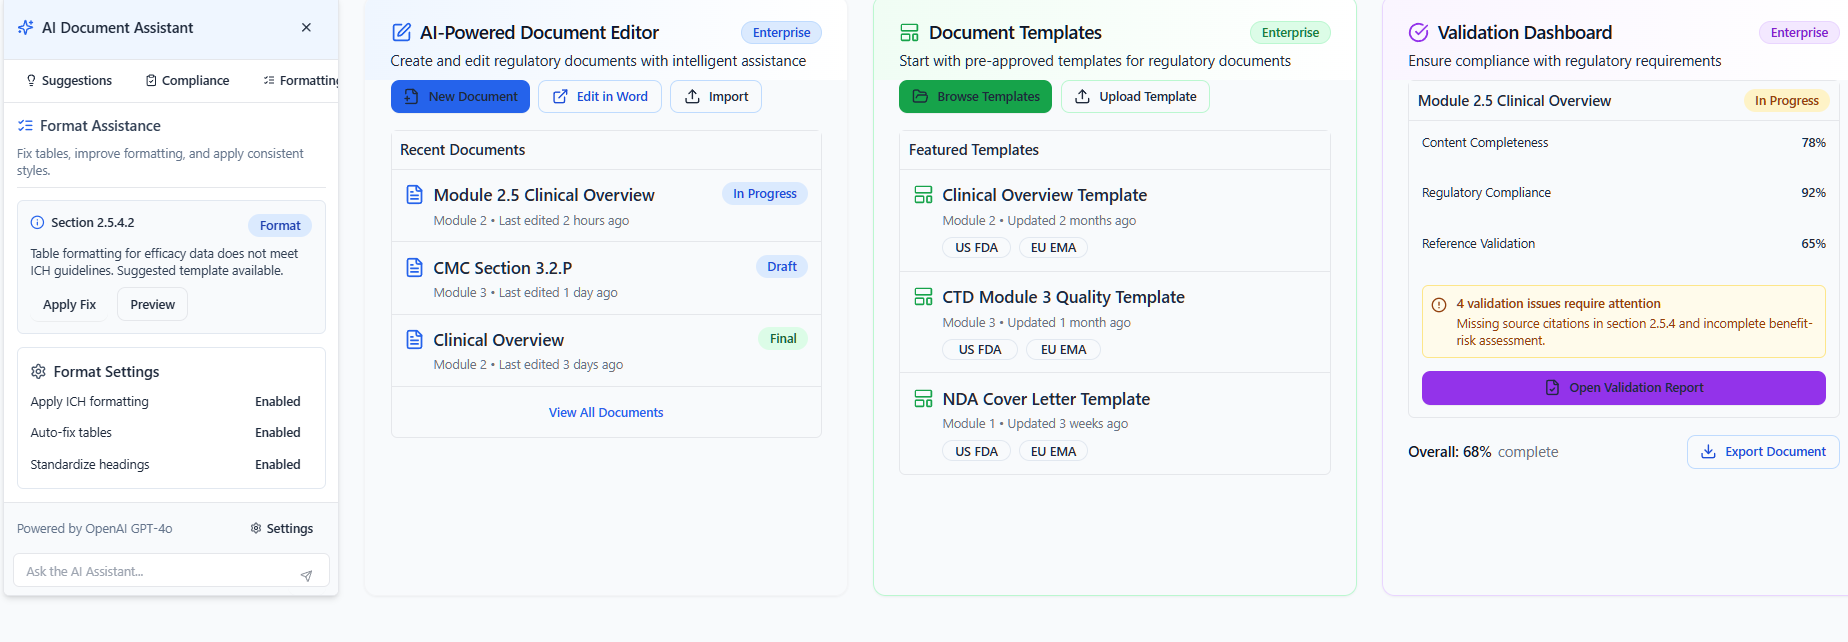 AI Document Assistant
Suggestions
Compliance
Formatting
Format Assistance
Fix tables, improve formatting, and apply consistent
styles.
Section 2.5.4.2
Format
Table formatting for efficacy data does not meet
ICH guidelines. Suggested template available.
Apply Fix
Preview
Format Settings
Apply ICH formatting
Enabled
Auto-fix tables
Enabled
Standardize headings
Enabled
Powered by OpenAI GPT-4o
Settings
Ask the AI Assistant...
AI-Powered Document Editor
Enterprise
Create and edit regulatory documents with intelligent assistance
New Document
Edit in Word
Import
Recent Documents
Module 2.5 Clinical Overview
In Progress
Module 2 • Last edited 2 hours ago
CMC Section 3.2.P
Draft
Module 3 • Last edited 1 day ago
Clinical Overview
Final
Module 2 • Last edited 3 days ago
View All Documents
Document Templates
Enterprise
Start with pre-approved templates for regulatory documents
Browse Templates
Upload Template
Featured Templates
Clinical Overview Template
Module 2 • Updated 2 months ago
US FDA
EU EMA
CTD Module 3 Quality Template
Module 3 • Updated 1 month ago
US FDA
EU EMA
NDA Cover Letter Template
Module 1 • Updated 3 weeks ago
US FDA
EU EMA
Validation Dashboard
Enterprise
Ensure compliance with regulatory requirements
Module 2.5 Clinical Overview
In Progress
Content Completeness
78%
Regulatory Compliance
92%
Reference Validation
65%
4 validation issues require attention
Missing source citations in section 2.5.4 and incomplete benefit-
risk assessment.
Open Validation Report
Overall: 68% complete
Export Document